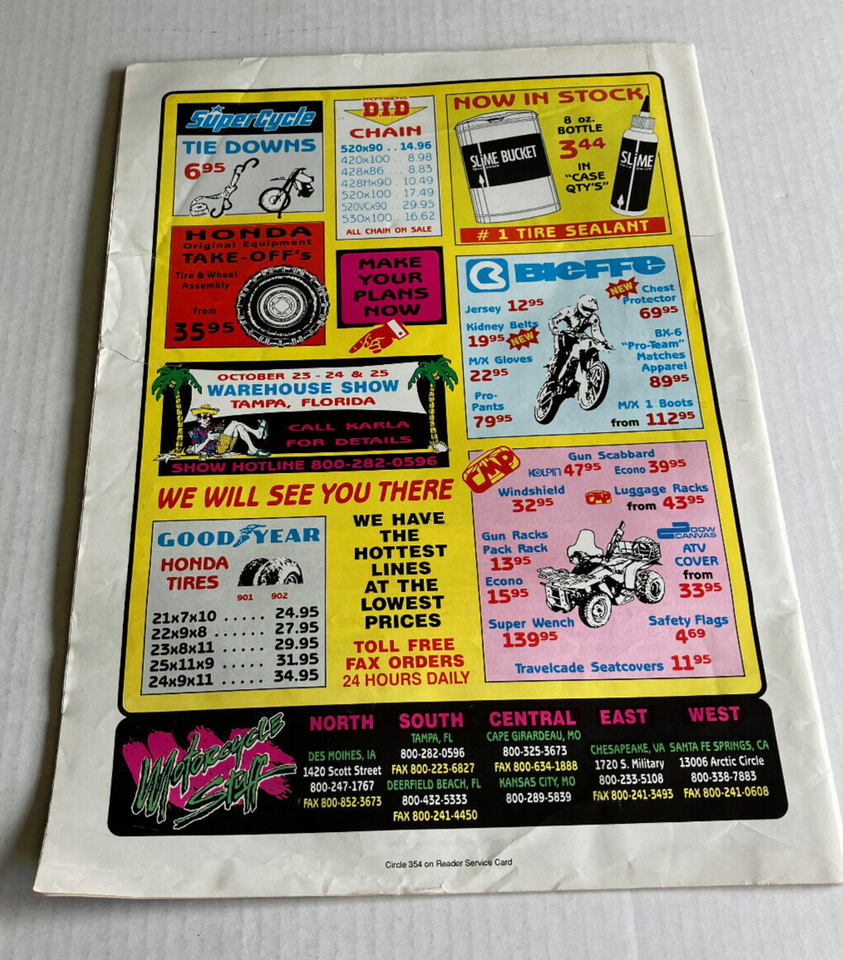 SuperCycle
TIE DOWNS
6⁹⁵
PROFESSIONAL
D.I.D
CHAIN
520x90 . . 14.96
420x100 . 8.98
428x86 . . . 8.83
428Hx90 . 10.49
520x100 . 17.49
520VCx90 . . 29.95
530x100 . 16.62
ALL CHAIN ON SALE
NOW IN STOCK
SLIME BUCKET
8 oz.
BOTTLE
3⁴⁴
IN
"CASE
QTY'S"
SLIME
# 1 TIRE SEALANT
HONDA
Original Equipment
TAKE-OFF's
Tire & Wheel
Assembly
from
35⁹⁵
MAKE
YOUR
PLANS
NOW
BIEFFE
Jersey 12⁹⁵
Kidney Belts
19⁹⁵ NEW
M/X Gloves
22⁹⁵
Pro-
Pants
79⁹⁵
NEW Chest
Protector
69⁹⁵
BX-6
"Pro-Team"
Matches
Apparel
89⁹⁵
M/X 1 Boots
from 112⁹⁵
OCTOBER 23 - 24 & 25
WAREHOUSE SHOW
TAMPA, FLORIDA
CALL KARLA
FOR DETAILS
SHOW HOTLINE 800-282-0596
WE WILL SEE YOU THERE
GOODYEAR
HONDA
TIRES
901 902
21x7x10 . . . . . 24.95
22x9x8 . . . . . . 27.95
23x8x11 . . . . . 29.95
25x11x9 . . . . . 31.95
24x9x11 . . . . . 34.95
WE HAVE
THE
HOTTEST
LINES
AT THE
LOWEST
PRICES
TOLL FREE
FAX ORDERS
24 HOURS DAILY
CMP
Gun Scabbard
KOLPIN 47⁹⁵ Econo 39⁹⁵
Windshield
32⁹⁵
CMP Luggage Racks
from 43⁹⁵
Gun Racks
Pack Rack
13⁹⁵
Econo
15⁹⁵
DOW
CANVAS
ATV
COVER
from
33⁹⁵
Super Wench
139⁹⁵
Safety Flags
4⁶⁹
Travelcade Seatcovers 11⁹⁵
Motorcycle
Stuff
NORTH
DES MOINES, IA
1420 Scott Street
800-247-1767
FAX 800-852-3673
SOUTH
TAMPA, FL
800-282-0596
FAX 800-223-6827
DEERFIELD BEACH, FL
800-432-5333
FAX 800-241-4450
CENTRAL
CAPE GIRARDEAU, MO
800-325-3673
FAX 800-634-1888
KANSAS CITY, MO
800-289-5839
EAST
CHESAPEAKE, VA
1720 S. Military
800-233-5108
FAX 800-241-3493
WEST
SANTA FE SPRINGS, CA
13006 Arctic Circle
800-338-7883
FAX 800-241-0608
Circle 354 on Reader Service Card